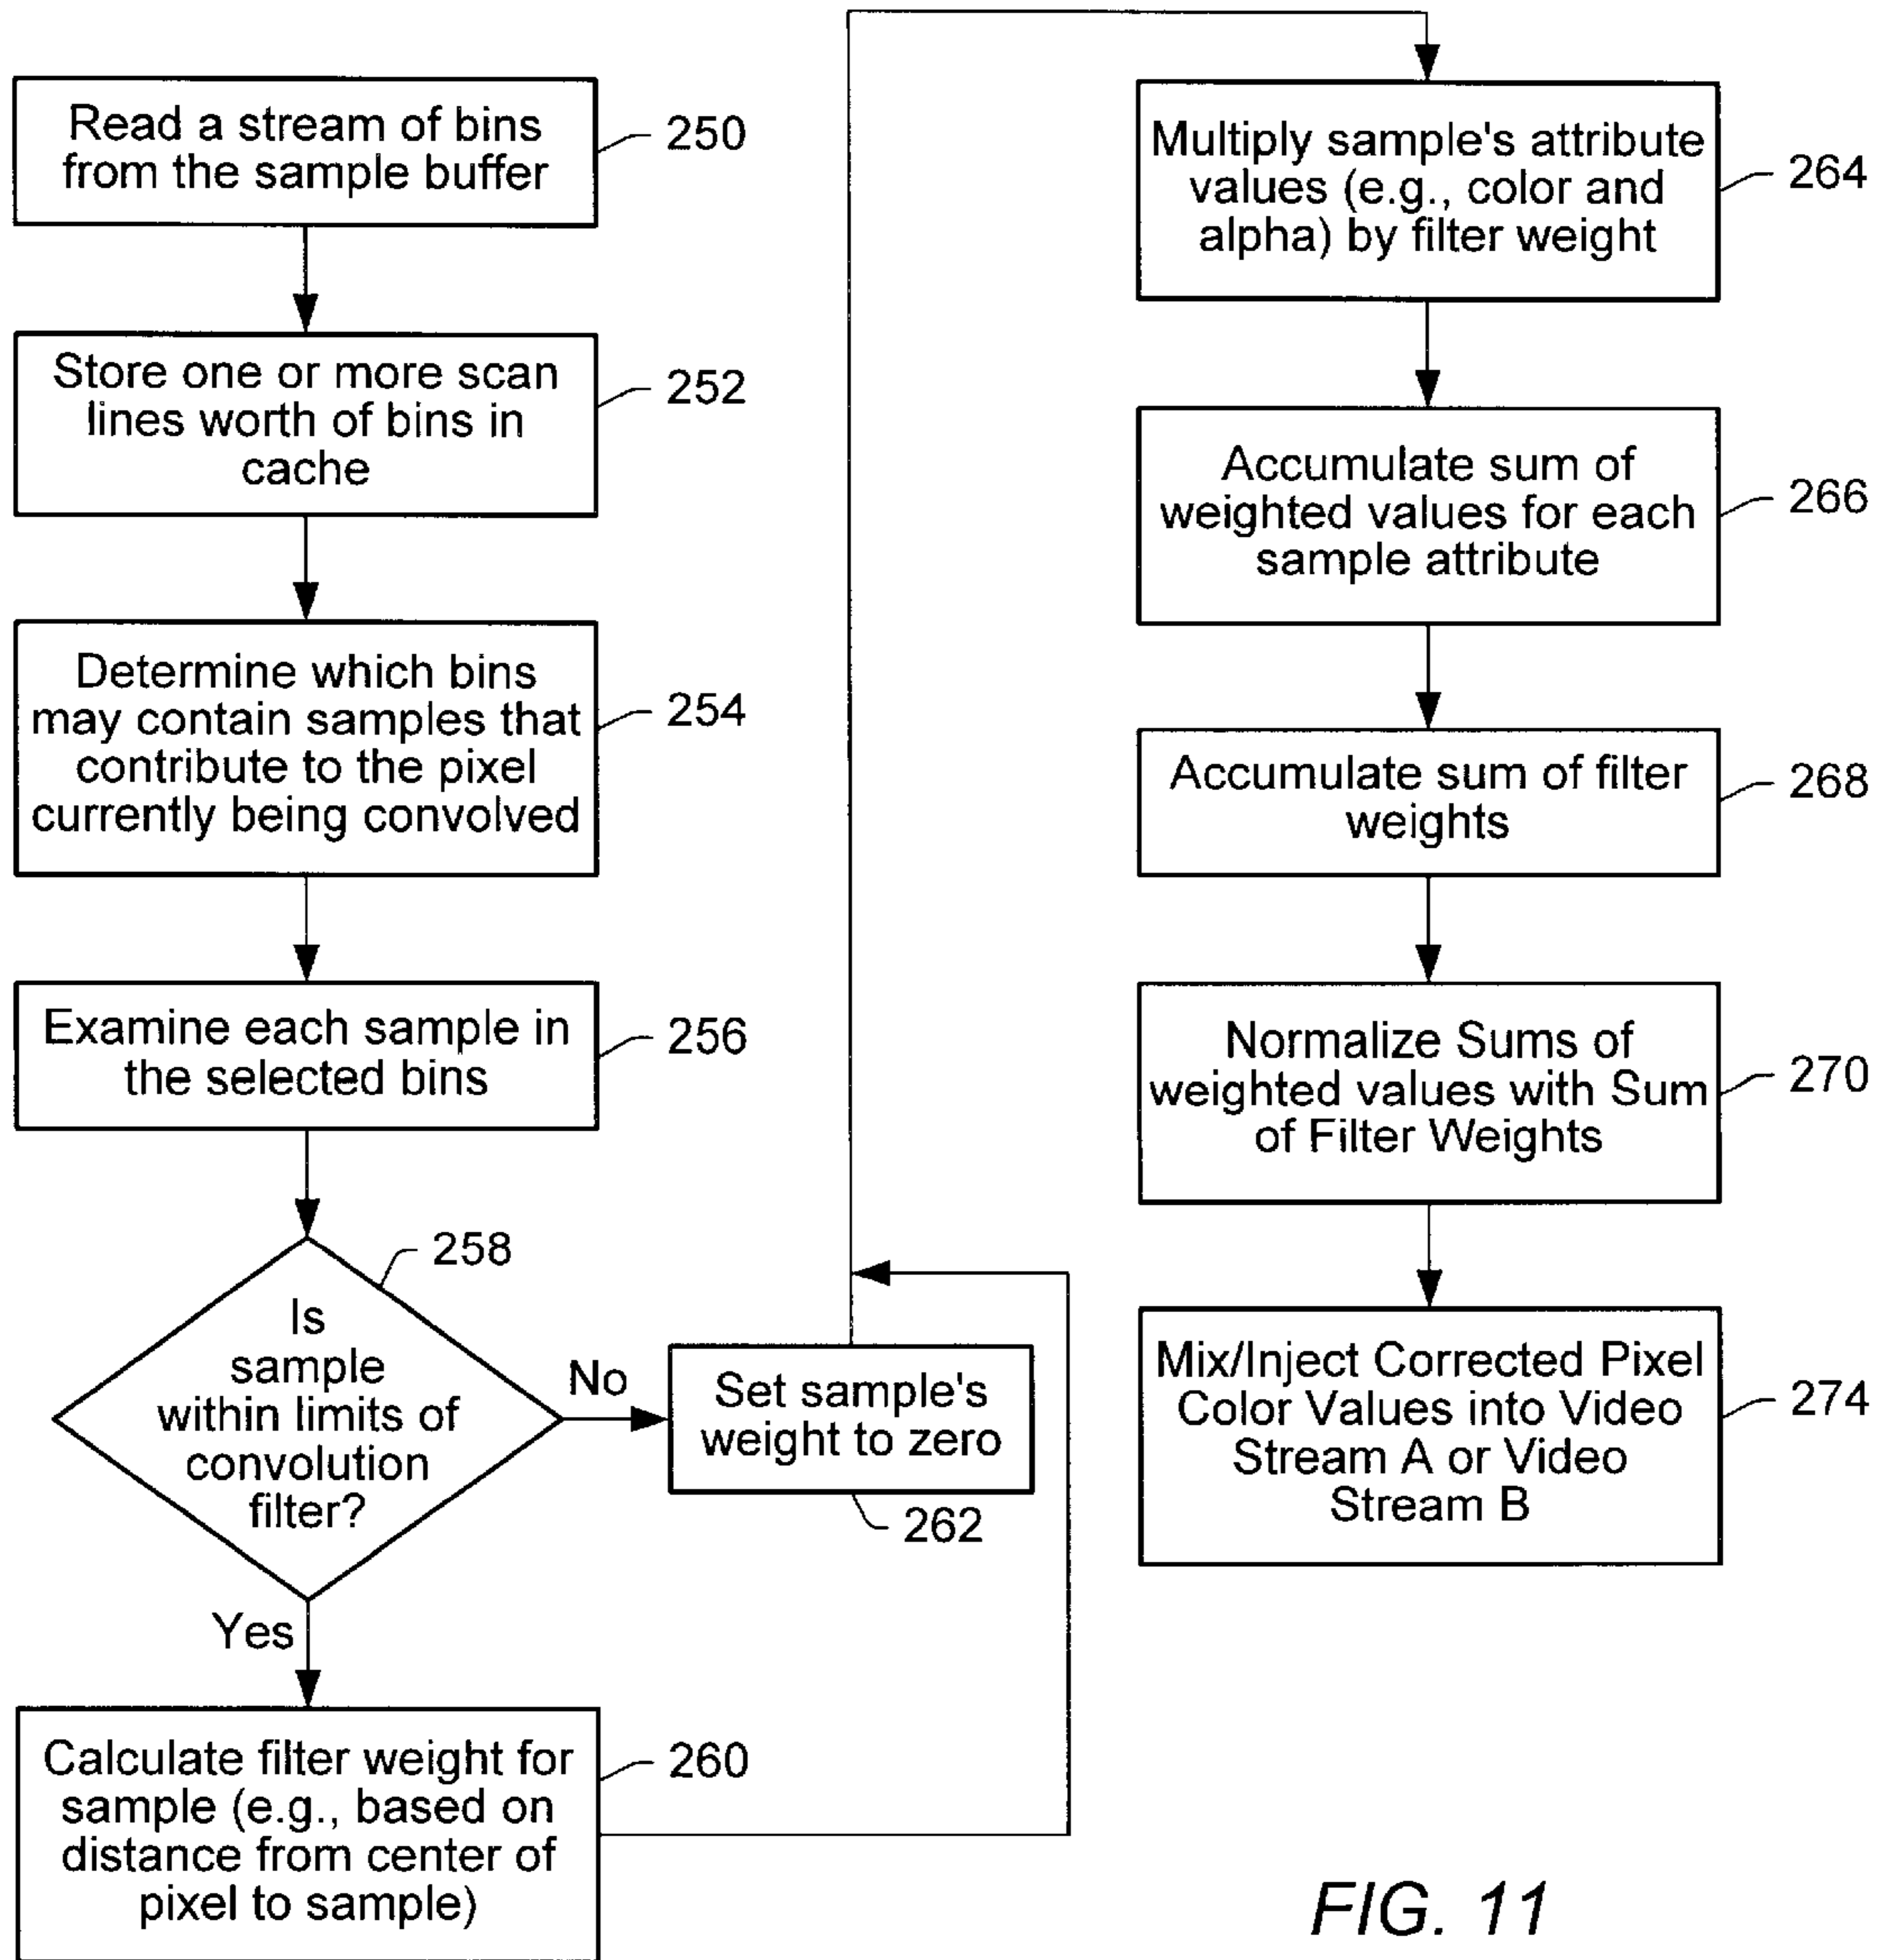 Read a stream of bins
from the sample buffer
250
Store one or more scan
lines worth of bins in
cache
252
Determine which bins
may contain samples that
contribute to the pixel
currently being convolved
254
Examine each sample in
the selected bins
256
258
Is
sample
within limits of
convolution
filter?
No
Set sample's
weight to zero
262
Yes
Calculate filter weight for
sample (e.g., based on
distance from center of
pixel to sample)
260
Multiply sample's attribute
values (e.g., color and
alpha) by filter weight
264
Accumulate sum of
weighted values for each
sample attribute
266
Accumulate sum of filter
weights
268
Normalize Sums of
weighted values with Sum
of Filter Weights
270
Mix/Inject Corrected Pixel
Color Values into Video
Stream A or Video
Stream B
274
FIG. 11